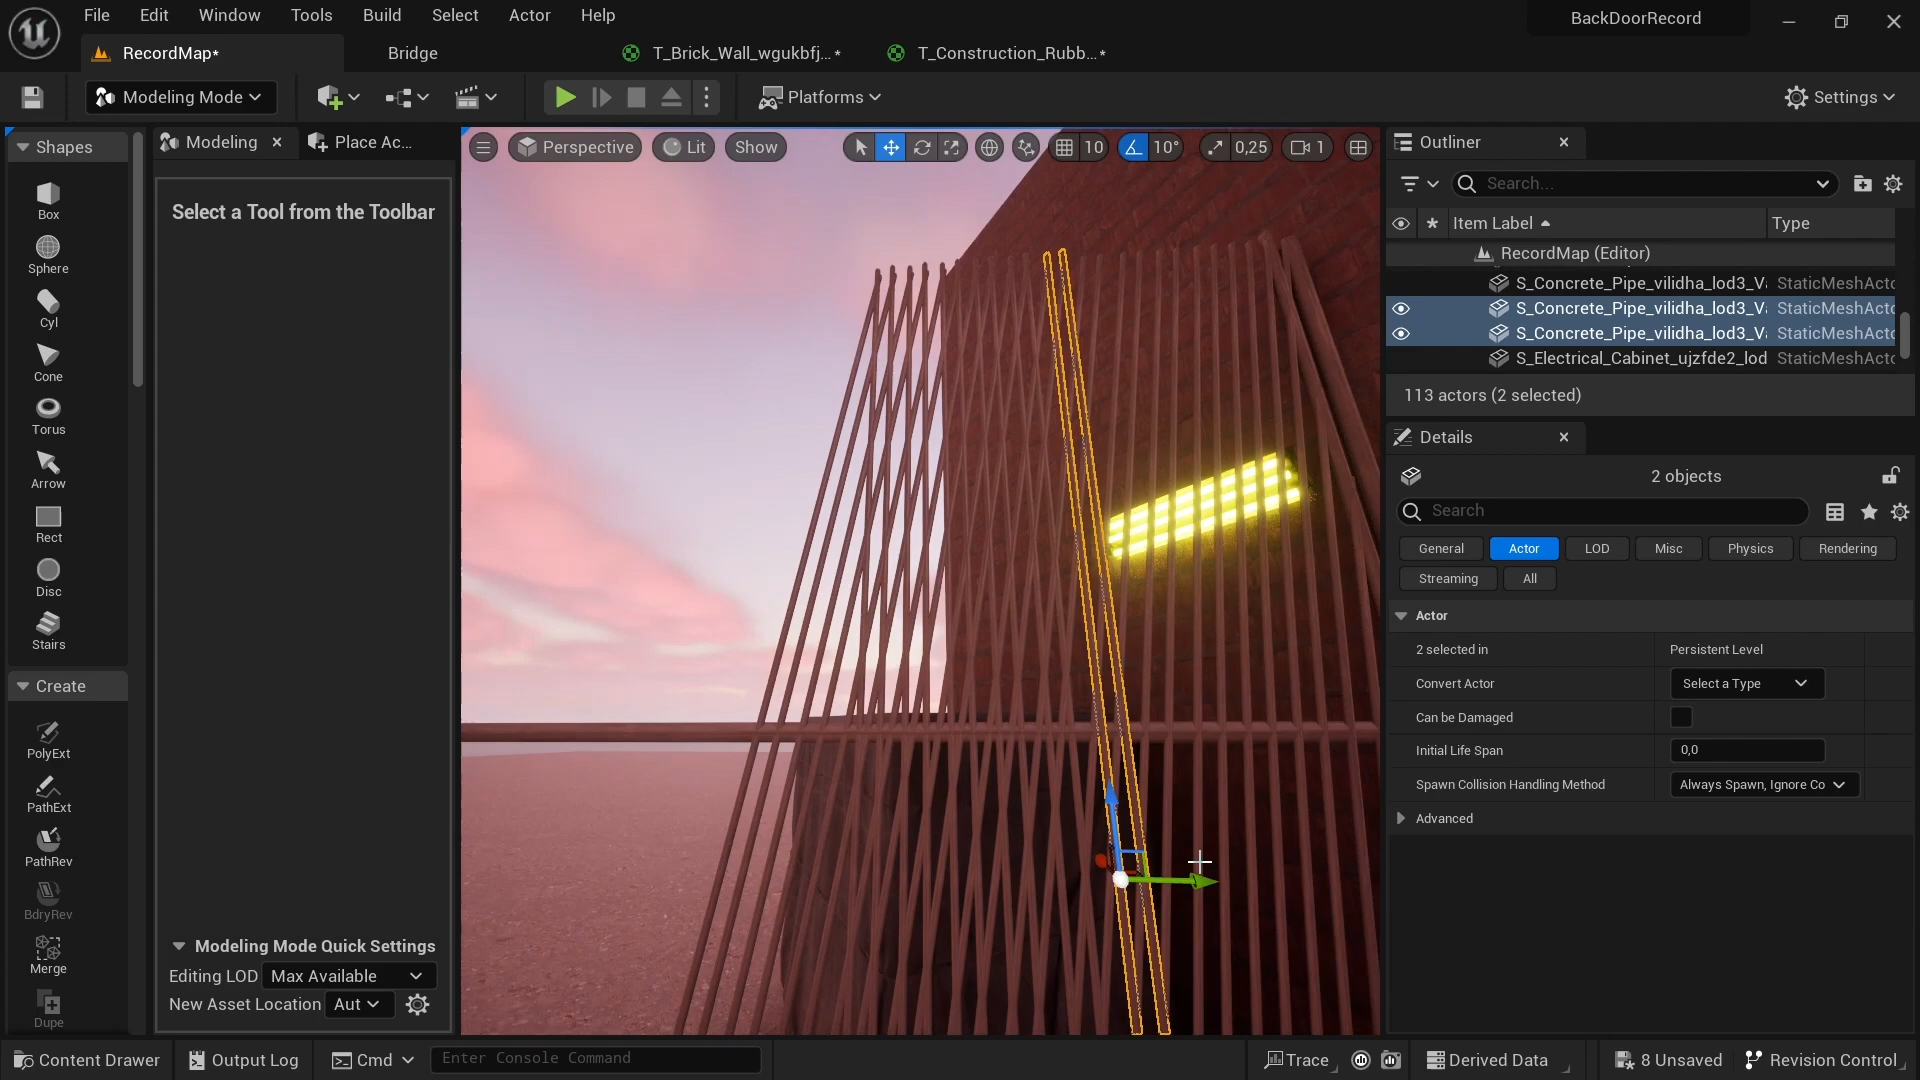 File Edit Window Tools Build Select Actor Help
BackDoorRecord
RecordMap*
Bridge
T_Brick_Wall_wgukbfj...*
T_Construction_Rubb...*
Modeling Mode
Platforms
Settings
Shapes
Box
Sphere
Cyl
Cone
Torus
Arrow
Rect
Disc
Stairs
Create
PolyExt
PathExt
PathRev
BdryRev
Merge
Dupe
Modeling
Place Ac...
Select a Tool from the Toolbar
Modeling Mode Quick Settings
Editing LOD Max Available
New Asset Location Aut
Perspective Lit Show 10 10° 0,25 1
Outliner
Search...
Item Label Type
RecordMap (Editor)
S_Concrete_Pipe_vilidha_lod3_Va StaticMeshActo
S_Concrete_Pipe_vilidha_lod3_Va StaticMeshActo
S_Concrete_Pipe_vilidha_lod3_Va StaticMeshActo
S_Electrical_Cabinet_ujzfde2_lod StaticMeshActo
113 actors (2 selected)
Details
2 objects
Search
General Actor LOD Misc Physics Rendering
Streaming All
Actor
2 selected in Persistent Level
Convert Actor Select a Type
Can be Damaged
Initial Life Span 0,0
Spawn Collision Handling Method Always Spawn, Ignore Co
Advanced
Content Drawer Output Log Cmd Enter Console Command Trace Derived Data 8 Unsaved Revision Control